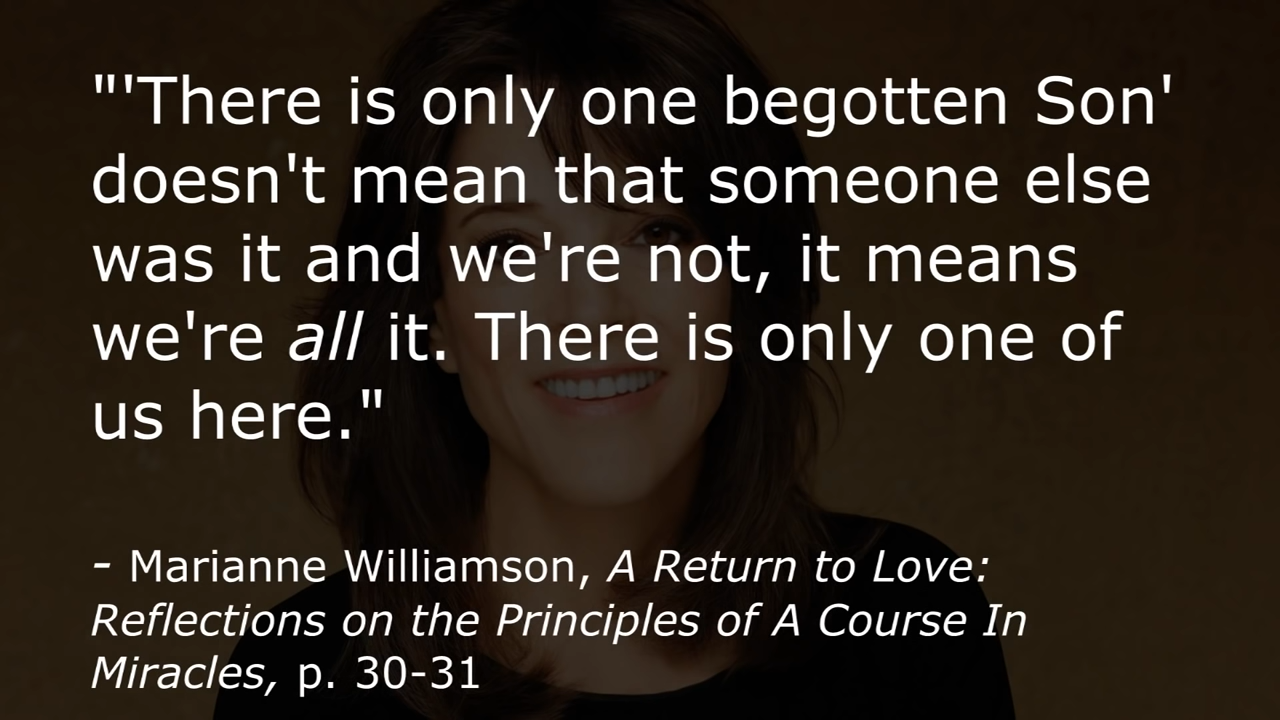 "'There is only one begotten Son'
doesn't mean that someone else
was it and we're not, it means
we're all it. There is only one of
us here."
- Marianne Williamson, A Return to Love:
Reflections on the Principles of A Course In
Miracles, p. 30-31